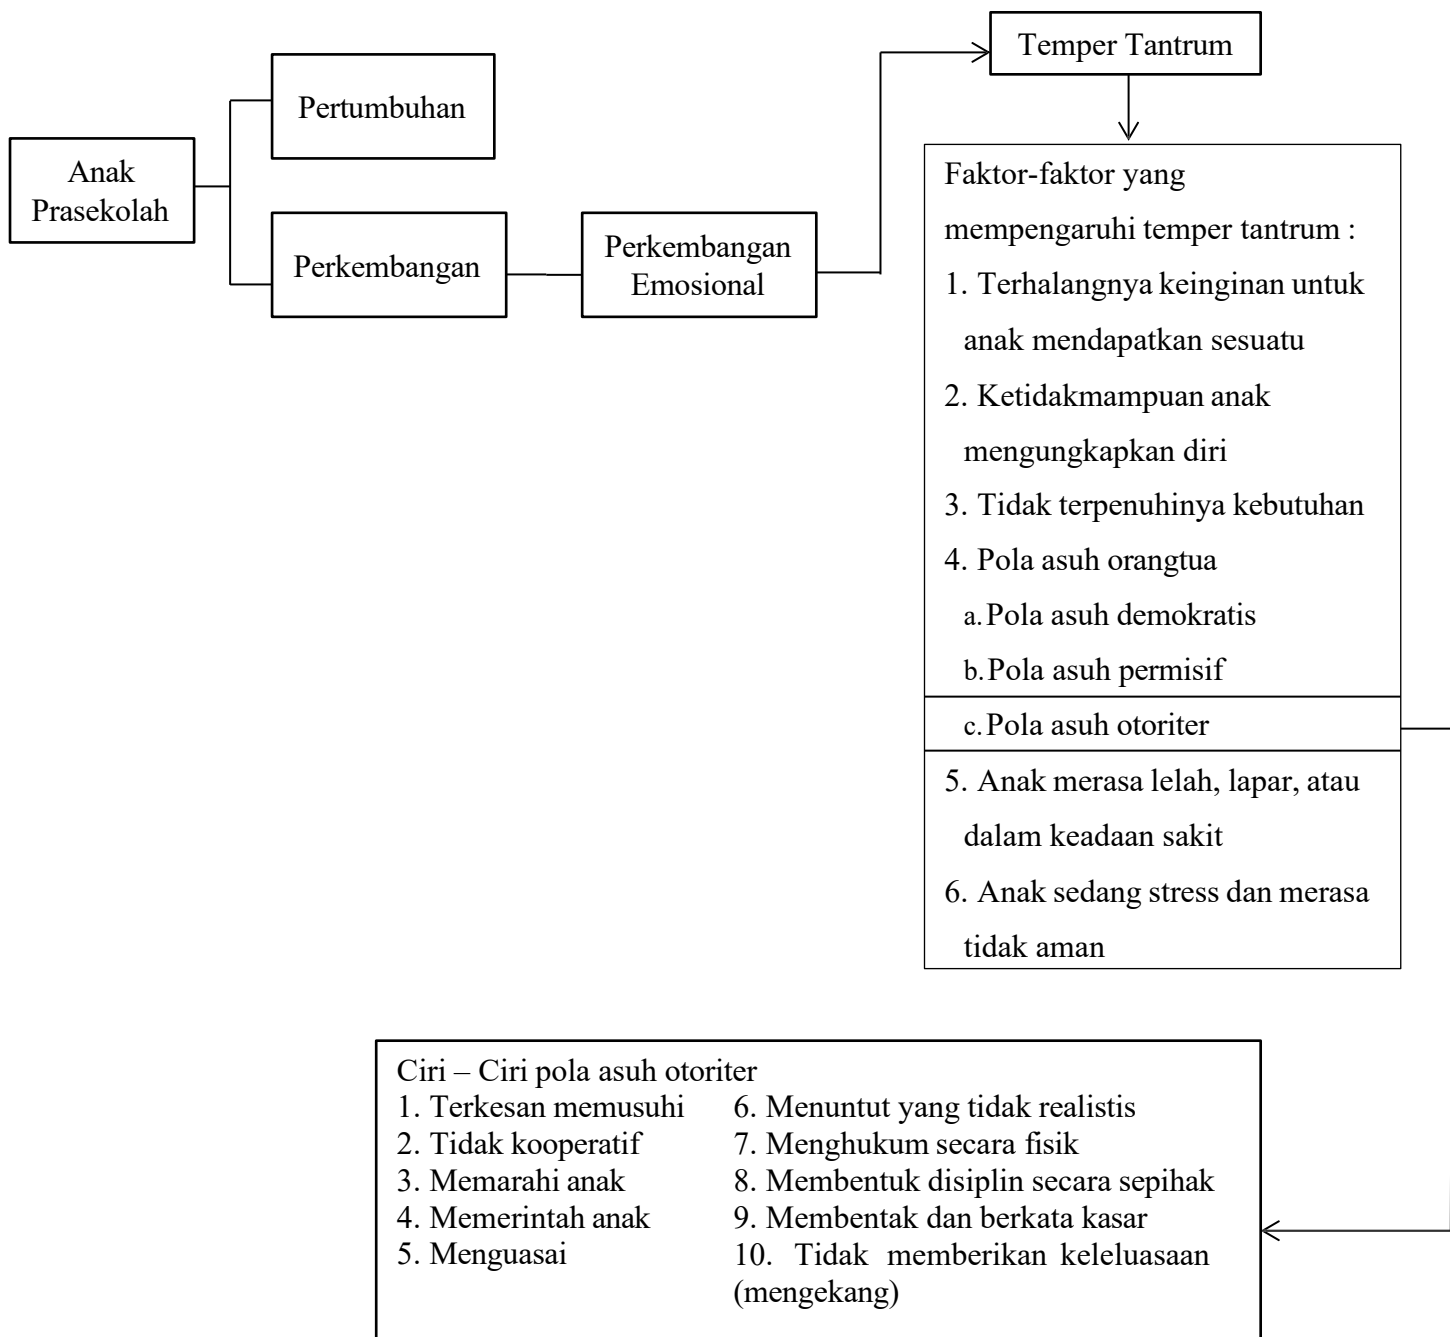 Temper Tantrum
Pertumbuhan
Anak
Prasekolah
Perkembangan
Perkembangan
Emosional
Faktor-faktor yang
mempengaruhi temper tantrum :
1. Terhalangnya keinginan untuk
anak mendapatkan sesuatu
2. Ketidakmampuan anak
mengungkapkan diri
3. Tidak terpenuhinya kebutuhan
4. Pola asuh orangtua
a. Pola asuh demokratis
b. Pola asuh permisif
c. Pola asuh otoriter
5. Anak merasa lelah, lapar, atau
dalam keadaan sakit
6. Anak sedang stress dan merasa
tidak aman
Ciri – Ciri pola asuh otoriter
1. Terkesan memusuhi
2. Tidak kooperatif
3. Memarahi anak
4. Memerintah anak
5. Menguasai
6. Menuntut yang tidak realistis
7. Menghukum secara fisik
8. Membentuk disiplin secara sepihak
9. Membentak dan berkata kasar
10. Tidak memberikan keleluasaan
(mengekang)